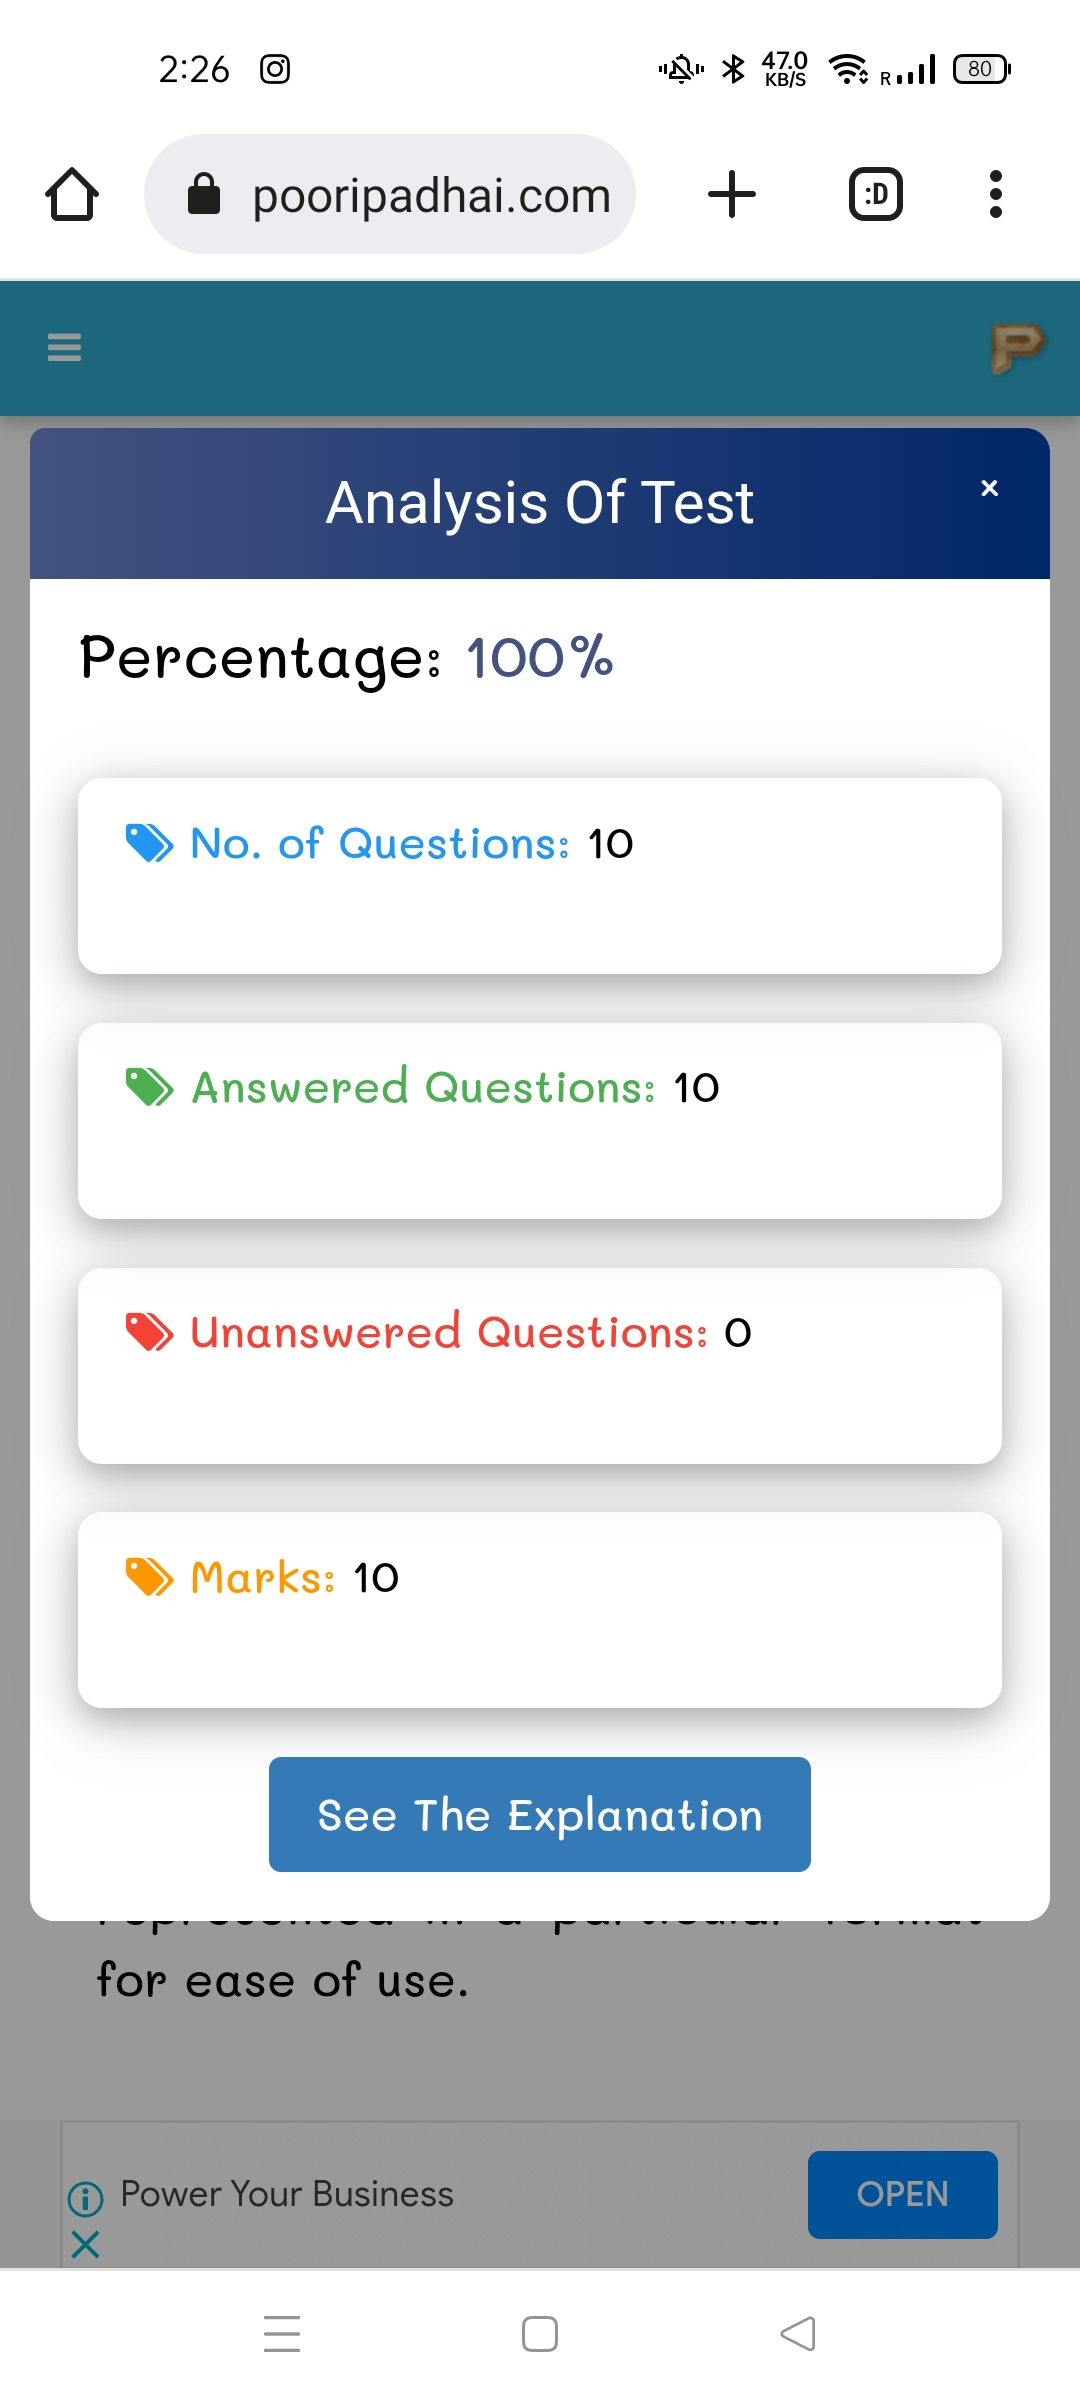 2:26 47.0 KB/S R 80
pooripadhai.com :D
P
Analysis Of Test ×
Percentage: 100%
No. of Questions: 10
Answered Questions: 10
Unanswered Questions: 0
Marks: 10
See The Explanation
for ease of use.
Power Your Business
OPEN